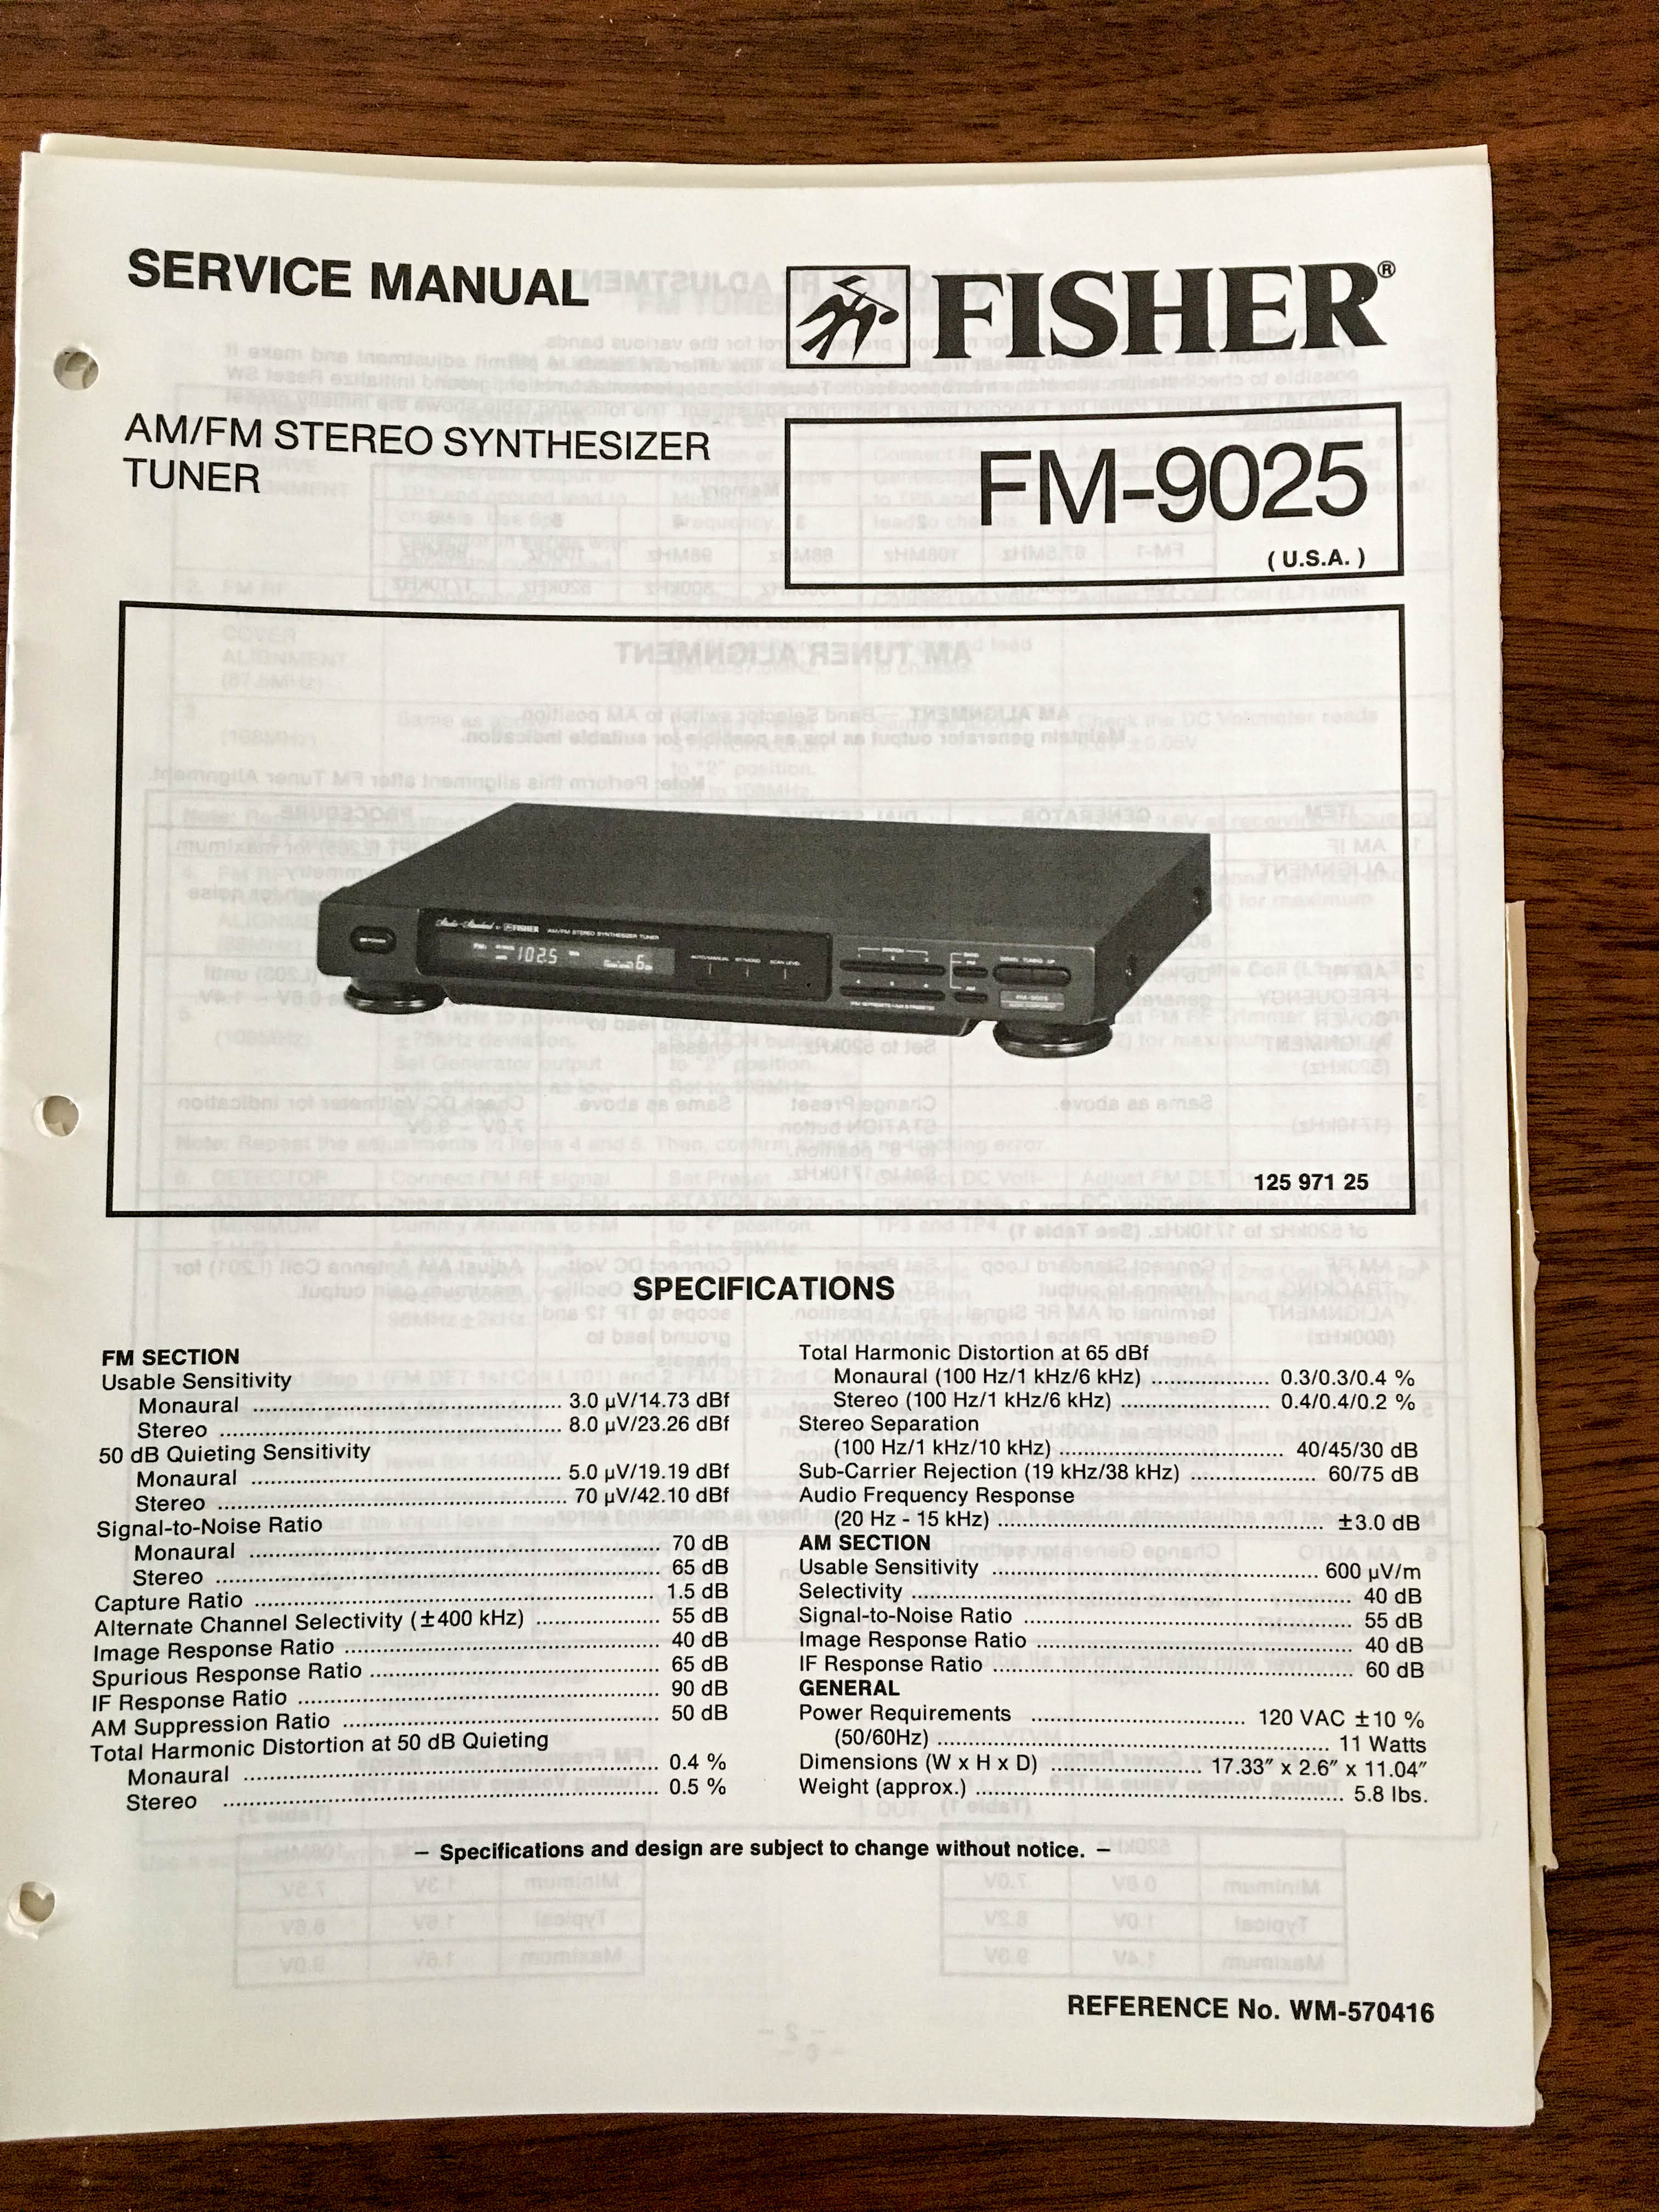 SERVICE MANUAL
FISHER®
AM/FM STEREO SYNTHESIZER
TUNER
FM-9025
( U.S.A. )
FISHER AM/FM STEREO SYNTHESIZER TUNER
102.5
6
125 971 25
SPECIFICATIONS
FM SECTION
Usable Sensitivity
Monaural ................ 3.0 µV/14.73 dBf
Stereo ................ 8.0 µV/23.26 dBf
50 dB Quieting Sensitivity
Monaural ................ 5.0 µV/19.19 dBf
Stereo ................ 70 µV/42.10 dBf
Signal-to-Noise Ratio
Monaural ................ 70 dB
Stereo ................ 65 dB
Capture Ratio ................ 1.5 dB
Alternate Channel Selectivity (±400 kHz) ................ 55 dB
Image Response Ratio ................ 40 dB
Spurious Response Ratio ................ 65 dB
IF Response Ratio ................ 90 dB
AM Suppression Ratio ................ 50 dB
Total Harmonic Distortion at 50 dB Quieting
Monaural ................ 0.4 %
Stereo ................ 0.5 %
Total Harmonic Distortion at 65 dBf
Monaural (100 Hz/1 kHz/6 kHz) ................ 0.3/0.3/0.4 %
Stereo (100 Hz/1 kHz/6 kHz) ................ 0.4/0.4/0.2 %
Stereo Separation
(100 Hz/1 kHz/10 kHz) ................ 40/45/30 dB
Sub-Carrier Rejection (19 kHz/38 kHz) ................ 60/75 dB
Audio Frequency Response
(20 Hz - 15 kHz) ................ ±3.0 dB
AM SECTION
Usable Sensitivity ................ 600 µV/m
Selectivity ................ 40 dB
Signal-to-Noise Ratio ................ 55 dB
Image Response Ratio ................ 40 dB
IF Response Ratio ................ 60 dB
GENERAL
Power Requirements ................ 120 VAC ±10 %
(50/60Hz) ................ 11 Watts
Dimensions (W x H x D) ................ 17.33″ x 2.6″ x 11.04″
Weight (approx.) ................ 5.8 lbs.
– Specifications and design are subject to change without notice. –
REFERENCE No. WM-570416